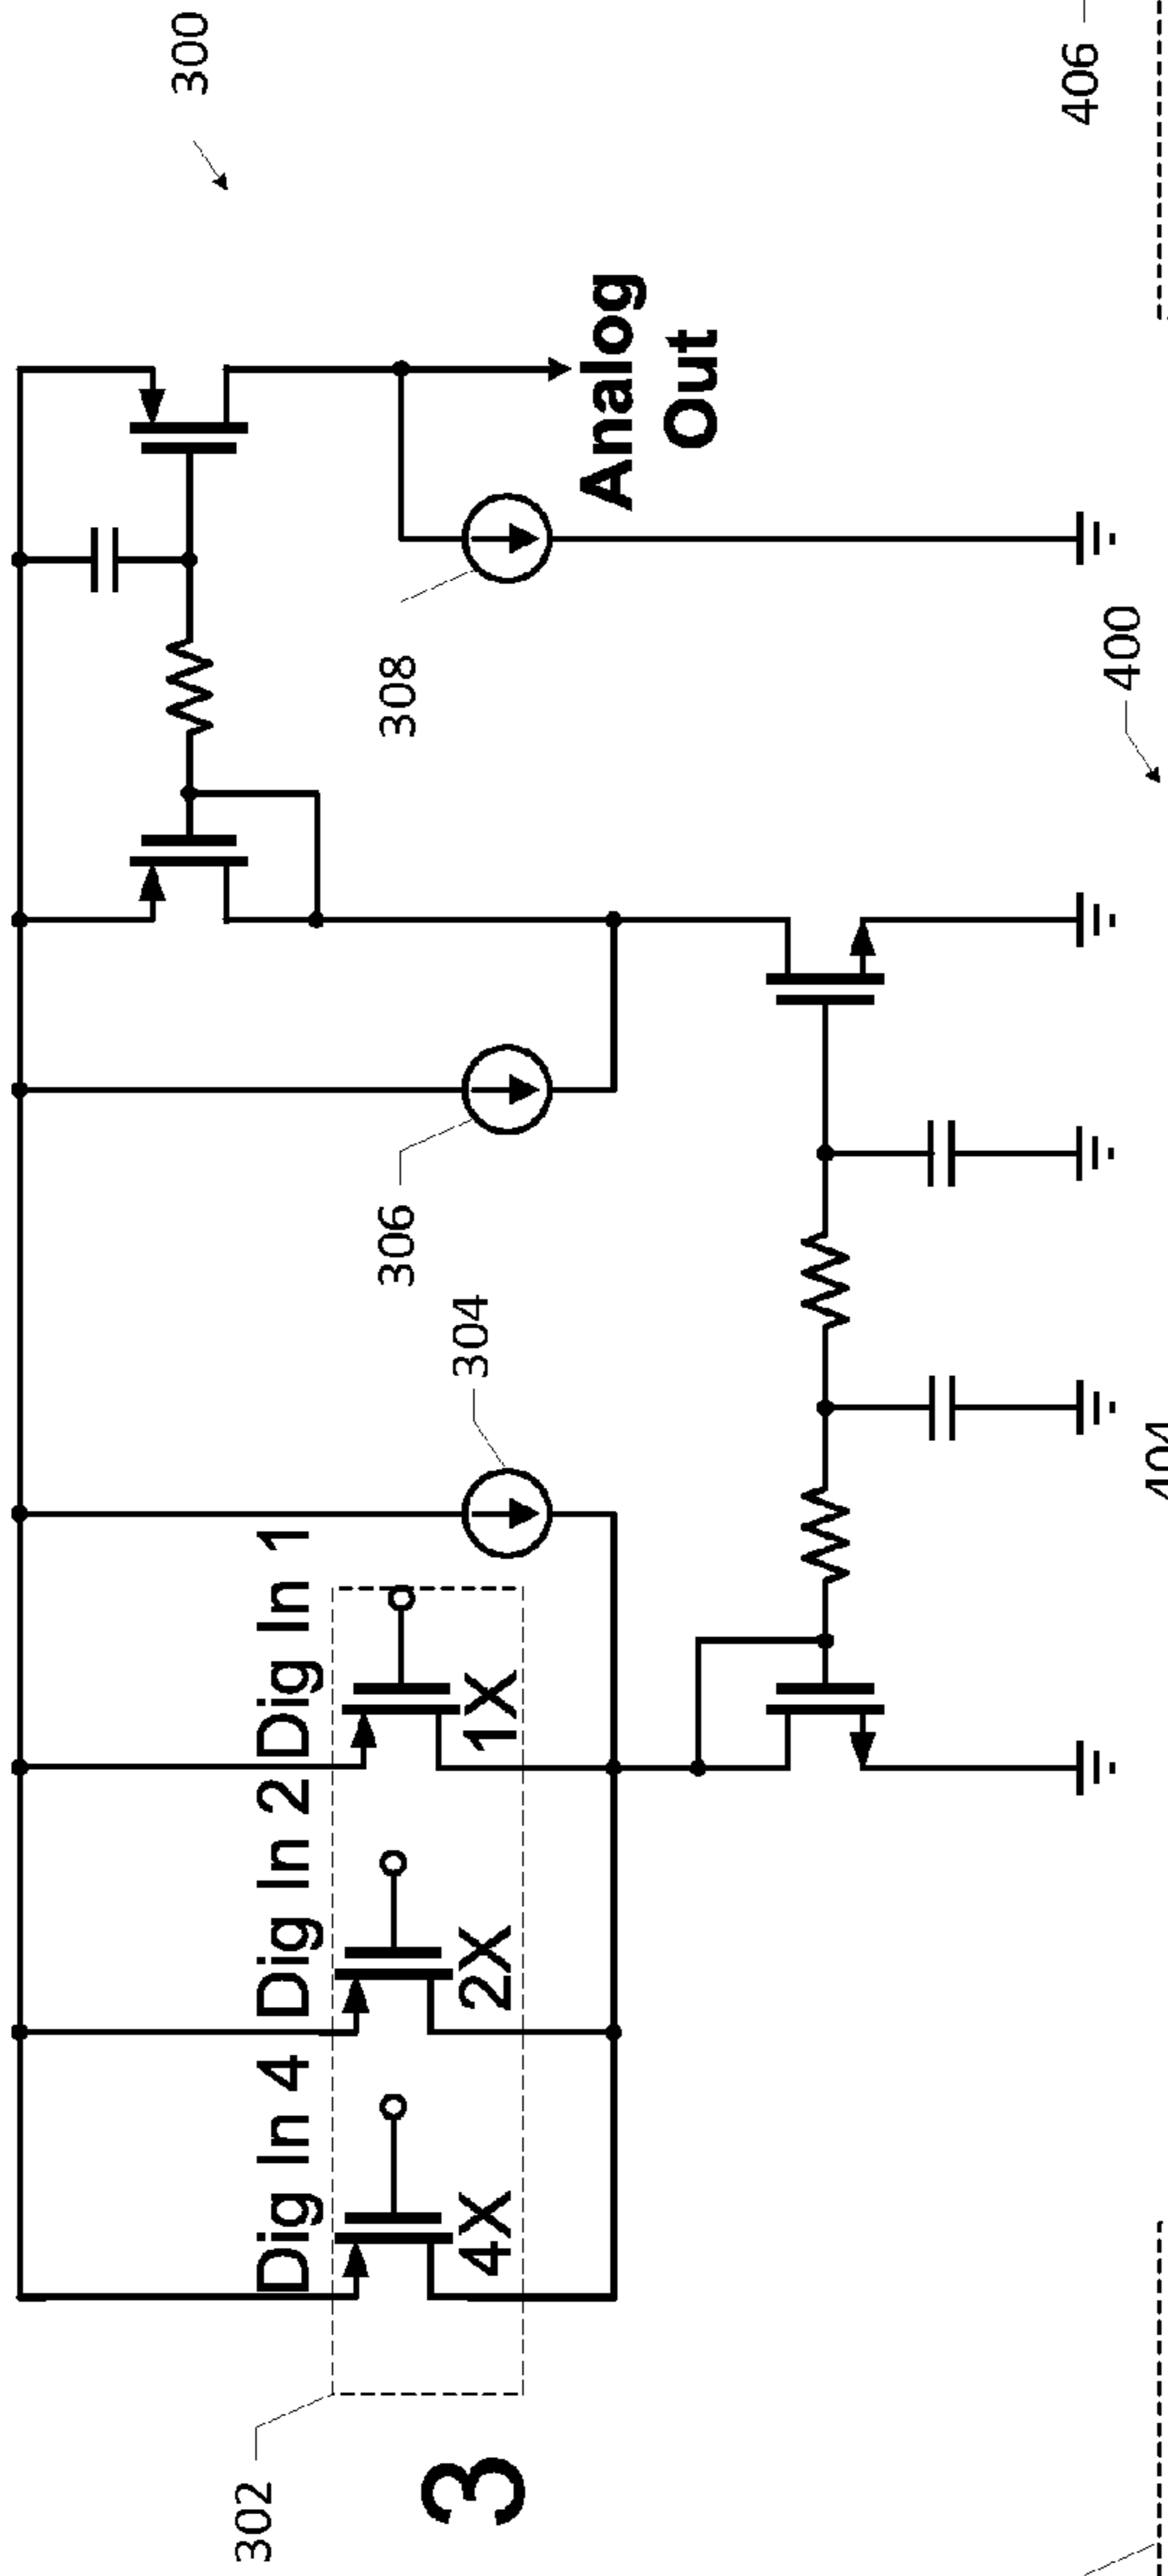 300
302
Dig In 4
Dig In 2
Dig In 1
4X
2X
1X
304
306
308
Analog
Out
3
400
404
406